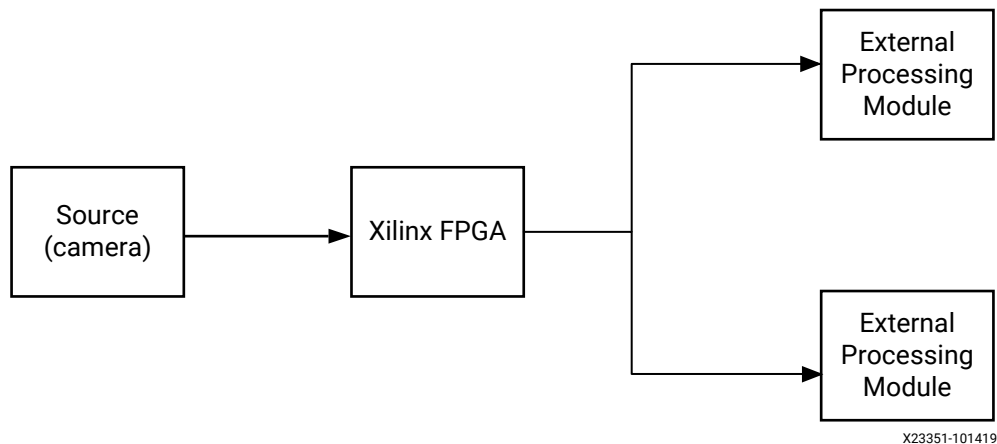 Source
(camera)
Xilinx FPGA
External
Processing
Module
External
Processing
Module
X23351-101419